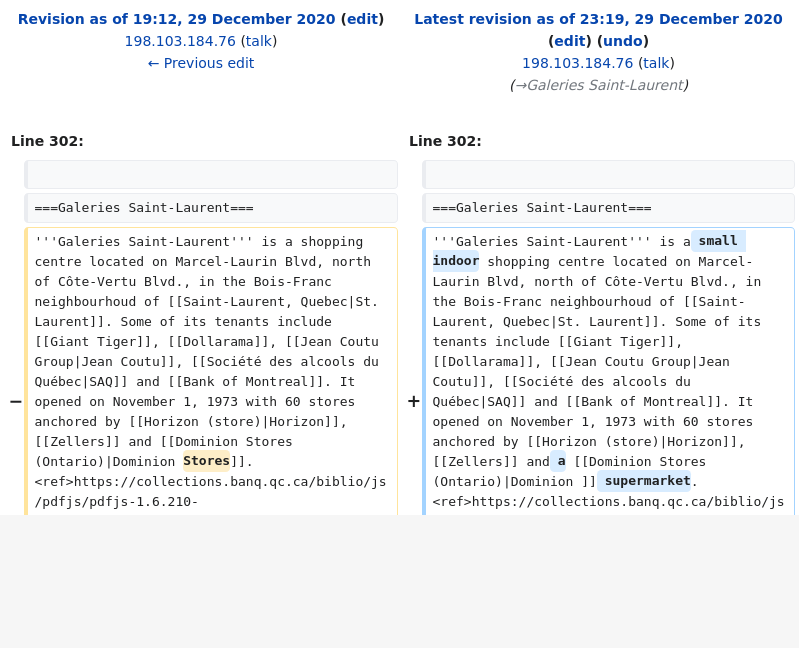 Revision as of 19:12, 29 December 2020 (edit)
198.103.184.76 (talk)
← Previous edit
Latest revision as of 23:19, 29 December 2020
(edit) (undo)
198.103.184.76 (talk)
(→Galeries Saint-Laurent)
Line 302:
Line 302:
===Galeries Saint-Laurent===
===Galeries Saint-Laurent===
−
'''Galeries Saint-Laurent''' is a shopping
centre located on Marcel-Laurin Blvd, north
of Côte-Vertu Blvd., in the Bois-Franc
neighbourhood of [[Saint-Laurent, Quebec|St.
Laurent]]. Some of its tenants include
[[Giant Tiger]], [[Dollarama]], [[Jean Coutu
Group|Jean Coutu]], [[Société des alcools du
Québec|SAQ]] and [[Bank of Montreal]]. It
opened on November 1, 1973 with 60 stores
anchored by [[Horizon (store)|Horizon]],
[[Zellers]] and [[Dominion Stores
(Ontario)|Dominion Stores]].
<ref>https://collections.banq.qc.ca/biblio/js
/pdfjs/pdfjs-1.6.210-
+
'''Galeries Saint-Laurent''' is a small
indoor shopping centre located on Marcel-
Laurin Blvd, north of Côte-Vertu Blvd., in
the Bois-Franc neighbourhood of [[Saint-
Laurent, Quebec|St. Laurent]]. Some of its
tenants include [[Giant Tiger]],
[[Dollarama]], [[Jean Coutu Group|Jean
Coutu]], [[Société des alcools du
Québec|SAQ]] and [[Bank of Montreal]]. It
opened on November 1, 1973 with 60 stores
anchored by [[Horizon (store)|Horizon]],
[[Zellers]] and a [[Dominion Stores
(Ontario)|Dominion ]] supermarket.
<ref>https://collections.banq.qc.ca/biblio/js